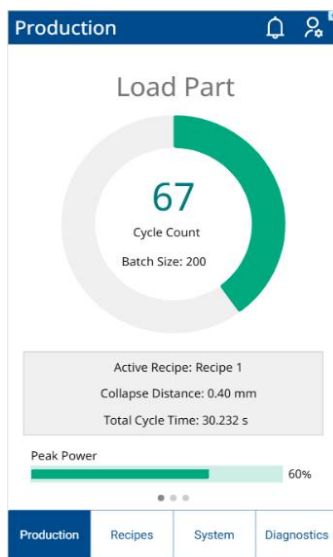 Production
Load Part
67
Cycle Count
Batch Size: 200
Active Recipe: Recipe 1
Collapse Distance: 0.40 mm
Total Cycle Time: 30.232 s
Peak Power
60%
Production Recipes System Diagnostics